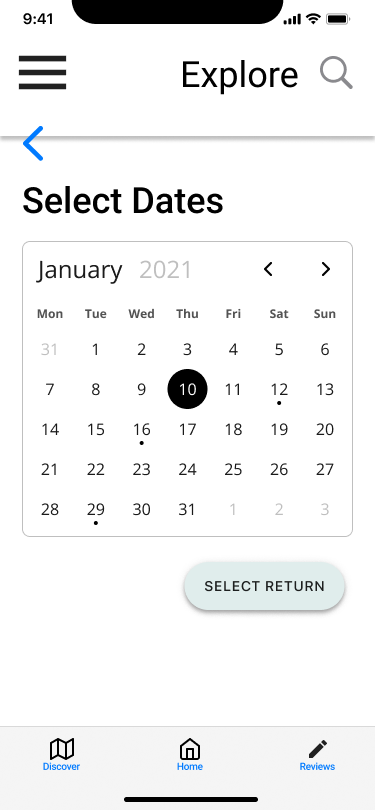 9:41
Explore
Select Dates
January 2021
Mon Tue Wed Thu Fri Sat Sun
31 1 2 3 4 5 6
7 8 9 10 11 12 13
14 15 16 17 18 19 20
21 22 23 24 25 26 27
28 29 30 31 1 2 3
SELECT RETURN
Discover Home Reviews